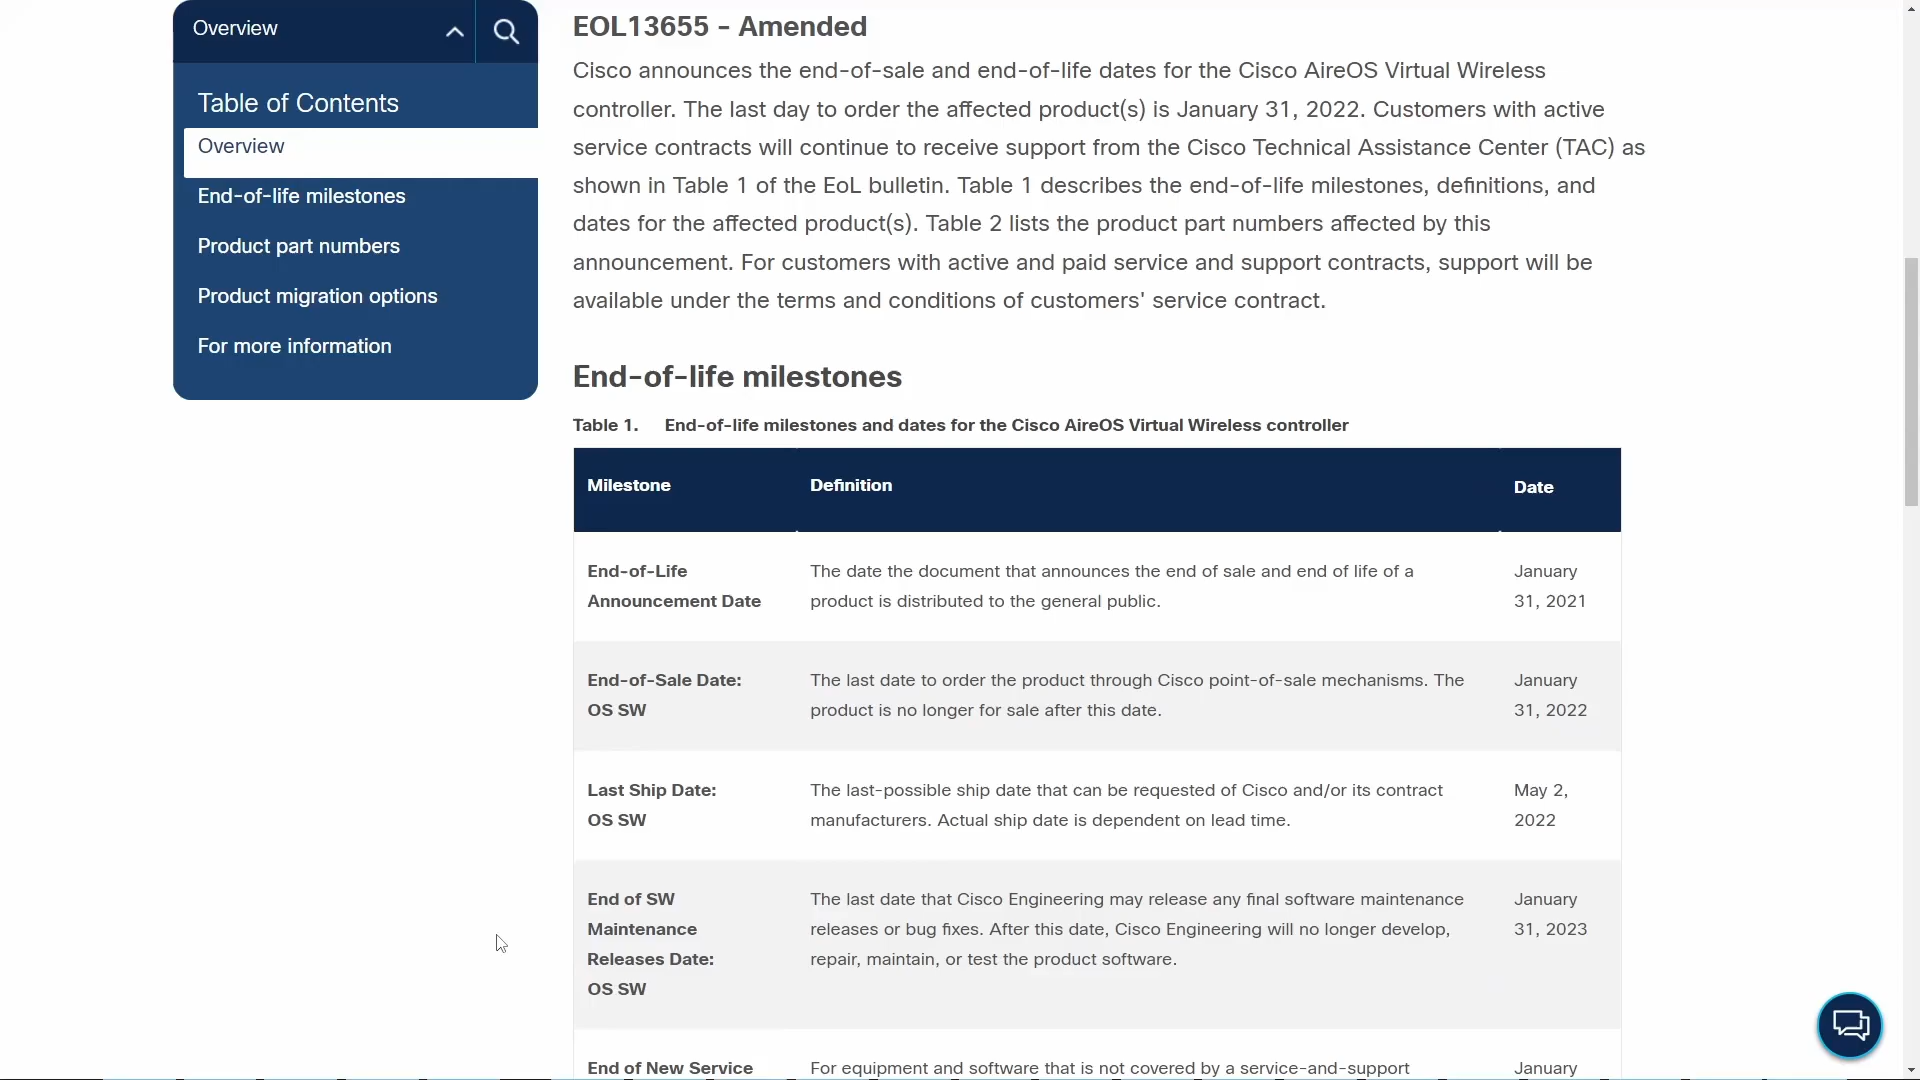 Overview
Table of Contents
Overview
End-of-life milestones
Product part numbers
Product migration options
For more information
EOL13655 - Amended
Cisco announces the end-of-sale and end-of-life dates for the Cisco AireOS Virtual Wireless
controller. The last day to order the affected product(s) is January 31, 2022. Customers with active
service contracts will continue to receive support from the Cisco Technical Assistance Center (TAC) as
shown in Table 1 of the EoL bulletin. Table 1 describes the end-of-life milestones, definitions, and
dates for the affected product(s). Table 2 lists the product part numbers affected by this
announcement. For customers with active and paid service and support contracts, support will be
available under the terms and conditions of customers' service contract.
End-of-life milestones
Table 1. End-of-life milestones and dates for the Cisco AireOS Virtual Wireless controller
Milestone Definition Date
End-of-Life The date the document that announces the end of sale and end of life of a January
Announcement Date product is distributed to the general public. 31, 2021
End-of-Sale Date: The last date to order the product through Cisco point-of-sale mechanisms. The January
OS SW product is no longer for sale after this date. 31, 2022
Last Ship Date: The last-possible ship date that can be requested of Cisco and/or its contract May 2,
OS SW manufacturers. Actual ship date is dependent on lead time. 2022
End of SW The last date that Cisco Engineering may release any final software maintenance January
Maintenance releases or bug fixes. After this date, Cisco Engineering will no longer develop, 31, 2023
Releases Date: repair, maintain, or test the product software.
OS SW
End of New Service For equipment and software that is not covered by a service-and-support January